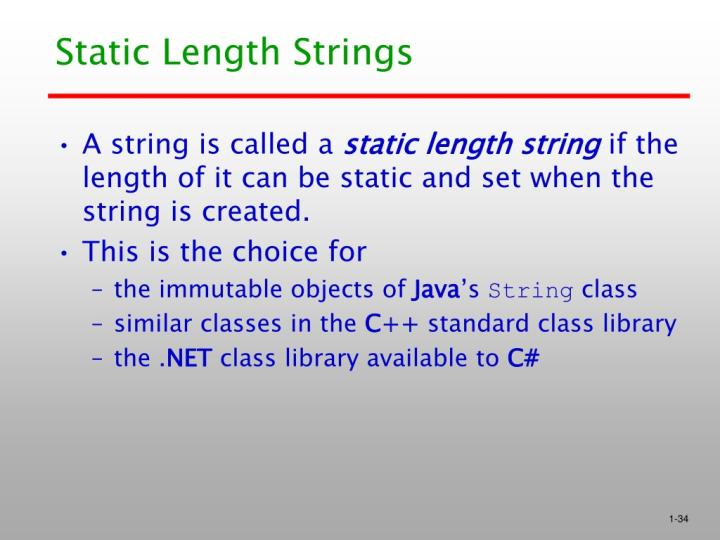 Static Length Strings
• A string is called a static length string if the
length of it can be static and set when the
string is created.
• This is the choice for
– the immutable objects of Java’s String class
– similar classes in the C++ standard class library
– the .NET class library available to C#
1-34